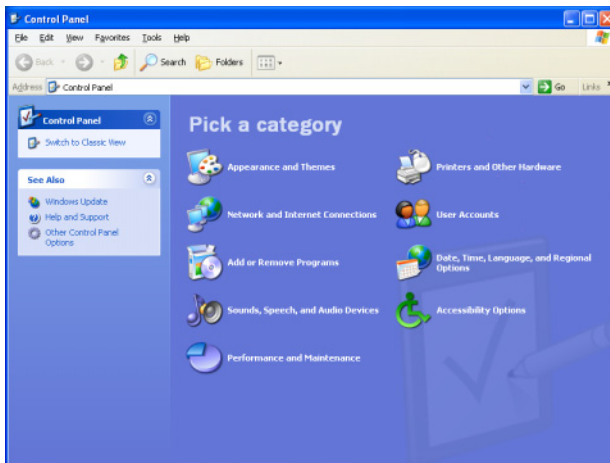 Control Panel
File Edit View Favorites Tools Help
Back Search Folders
Address Control Panel Go Links
Control Panel
Switch to Classic View
See Also
Windows Update
Help and Support
Other Control Panel
Options
Pick a category
Appearance and Themes
Printers and Other Hardware
Network and Internet Connections
User Accounts
Add or Remove Programs
Date, Time, Language, and Regional
Options
Sounds, Speech, and Audio Devices
Accessibility Options
Performance and Maintenance